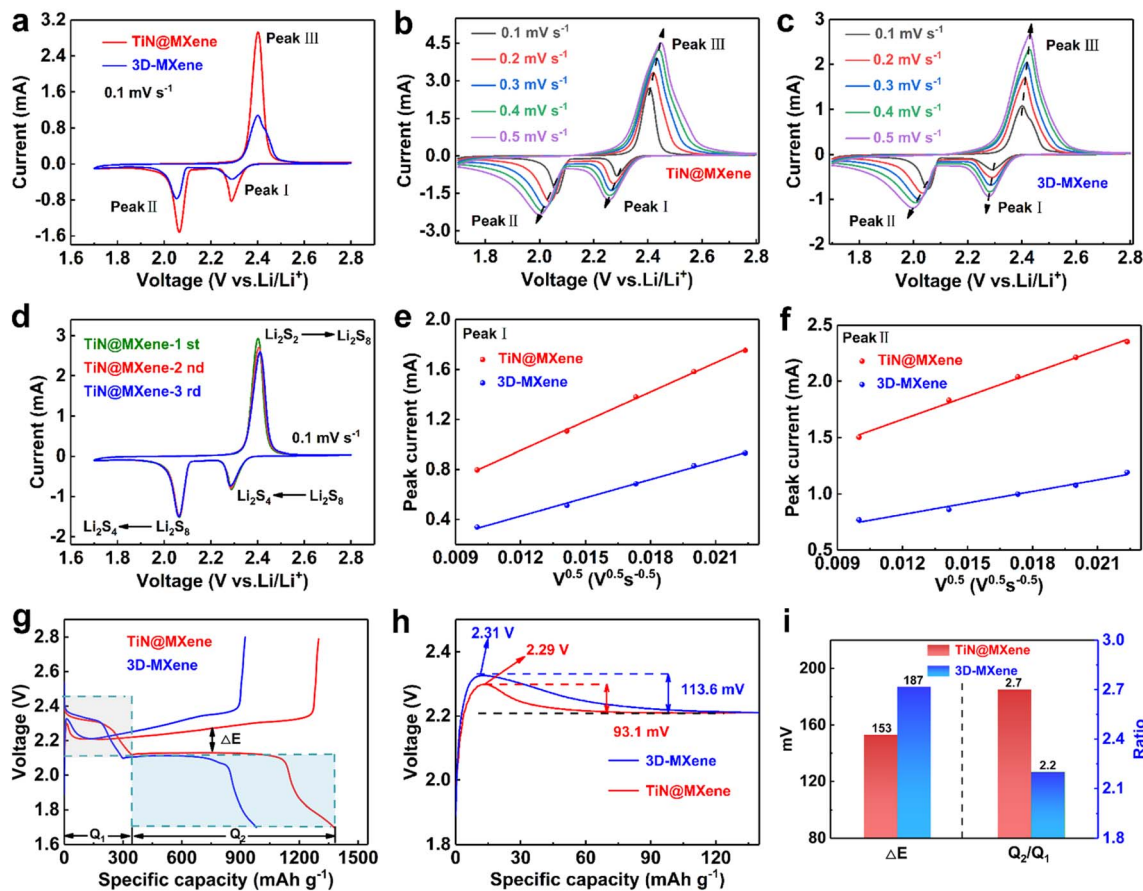 a
3.2
2.4
1.6
0.8
0.0
-0.8
-1.6
Current (mA)
TiN@MXene
3D-MXene
0.1 mV s⁻¹
Peak Ⅲ
Peak Ⅰ
Peak Ⅱ
1.6 1.8 2.0 2.2 2.4 2.6 2.8
Voltage (V vs.Li/Li⁺)
b
4.5
3.0
1.5
0.0
-1.5
-3.0
Current (mA)
0.1 mV s⁻¹
0.2 mV s⁻¹
0.3 mV s⁻¹
0.4 mV s⁻¹
0.5 mV s⁻¹
Peak Ⅲ
TiN@MXene
Peak Ⅱ
Peak Ⅰ
1.8 2.0 2.2 2.4 2.6 2.8
Voltage (V vs.Li/Li⁺)
c
3
2
1
0
-1
-2
Current (mA)
0.1 mV s⁻¹
0.2 mV s⁻¹
0.3 mV s⁻¹
0.4 mV s⁻¹
0.5 mV s⁻¹
Peak Ⅲ
3D-MXene
Peak Ⅱ
Peak Ⅰ
1.8 2.0 2.2 2.4 2.6 2.8
Voltage (V vs.Li/Li⁺)
d
3
2
1
0
-1
-2
Current (mA)
Li₂S₂ → Li₂S₈
TiN@MXene-1 st
TiN@MXene-2 nd
TiN@MXene-3 rd
0.1 mV s⁻¹
Li₂S₄ ← Li₂S₈
Li₂S₄ ← Li₂S₈
1.6 1.8 2.0 2.2 2.4 2.6 2.8
Voltage (V vs.Li/Li⁺)
e
2.0
1.6
1.2
0.8
0.4
Peak current (mA)
Peak Ⅰ
TiN@MXene
3D-MXene
0.009 0.012 0.015 0.018 0.021
V⁰·⁵ (V⁰·⁵s⁻⁰·⁵)
f
2.5
2.0
1.5
1.0
0.5
Peak current (mA)
Peak Ⅱ
TiN@MXene
3D-MXene
0.009 0.012 0.015 0.018 0.021
V⁰·⁵ (V⁰·⁵s⁻⁰·⁵)
g
2.8
2.6
2.4
2.2
2.0
1.8
1.6
Voltage (V)
TiN@MXene
3D-MXene
△E
Q₁
Q₂
0 300 600 900 1200 1500
Specific capacity (mAh g⁻¹)
h
2.4
2.2
2.0
1.8
Voltage (V)
2.31 V
2.29 V
113.6 mV
93.1 mV
3D-MXene
TiN@MXene
0 30 60 90 120
Specific capacity (mAh g⁻¹)
i
200
180
160
140
120
100
80
mV
TiN@MXene
3D-MXene
153
187
2.7
2.2
△E
Q₂/Q₁
3.0
2.8
2.6
2.4
2.2
2.0
1.8
Ratio